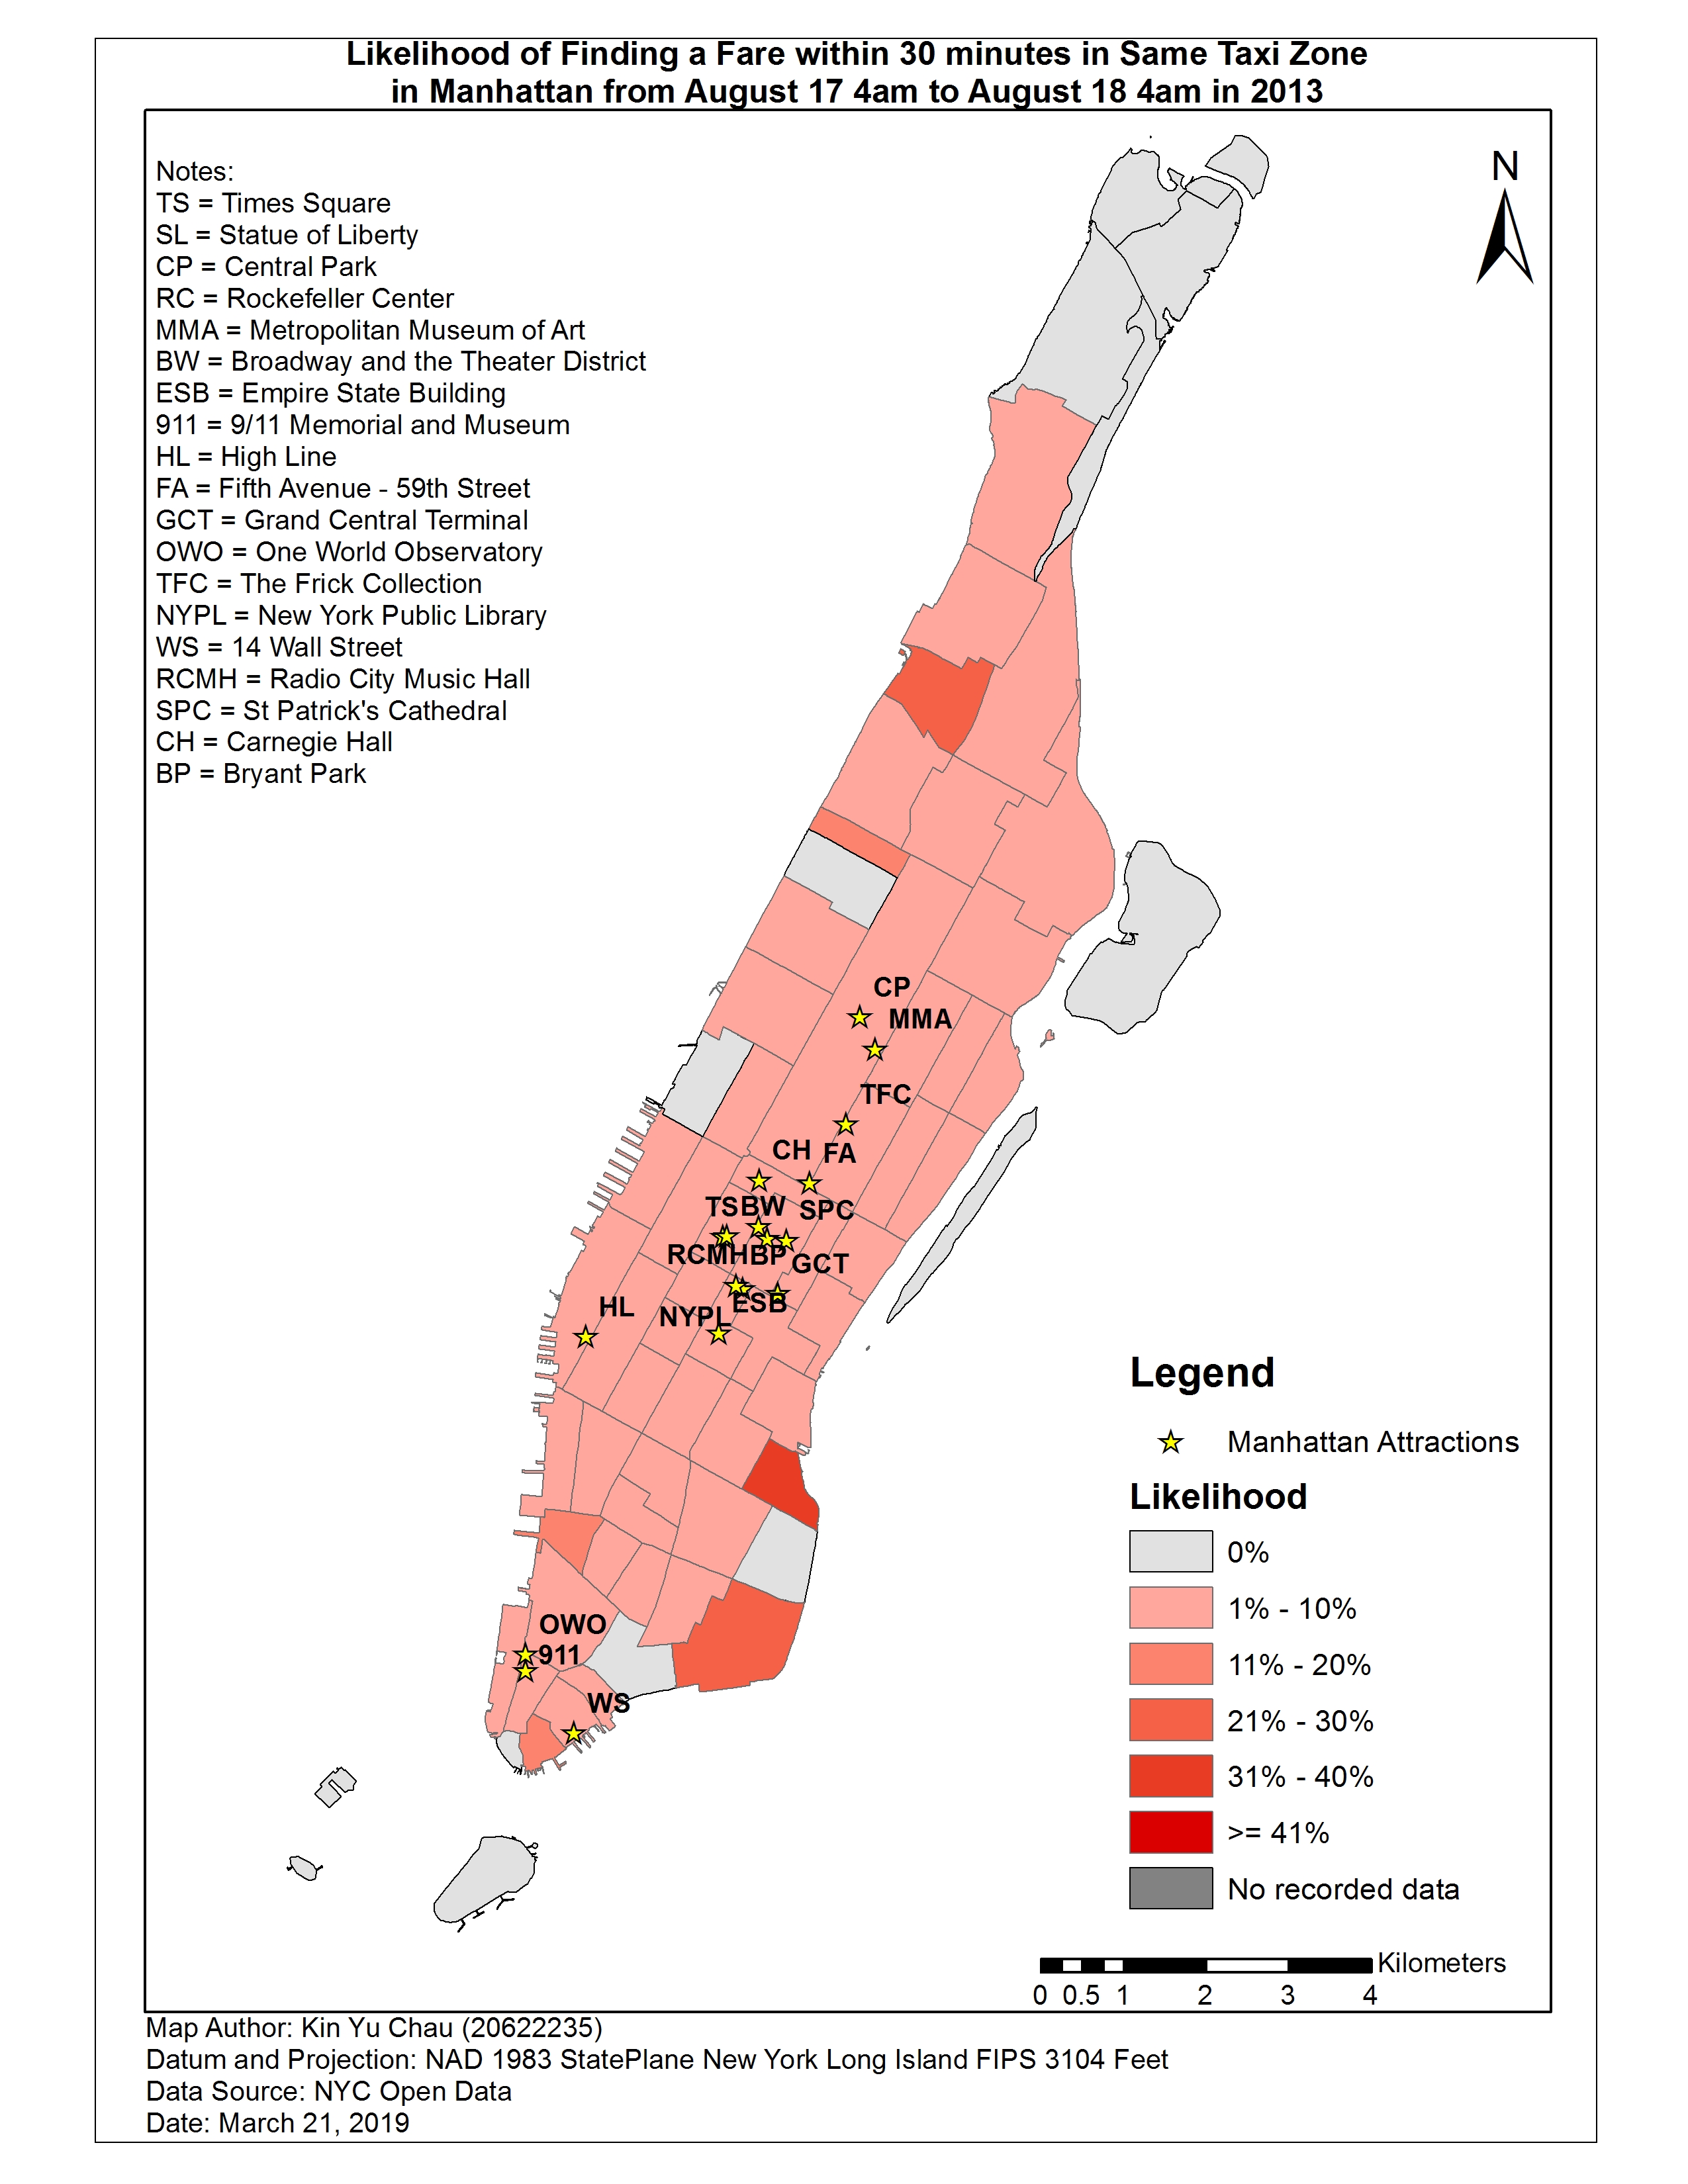 Likelihood of Finding a Fare within 30 minutes in Same Taxi Zone
in Manhattan from August 17 4am to August 18 4am in 2013
Notes:
TS = Times Square
SL = Statue of Liberty
CP = Central Park
RC = Rockefeller Center
MMA = Metropolitan Museum of Art
BW = Broadway and the Theater District
ESB = Empire State Building
911 = 9/11 Memorial and Museum
HL = High Line
FA = Fifth Avenue - 59th Street
GCT = Grand Central Terminal
OWO = One World Observatory
TFC = The Frick Collection
NYPL = New York Public Library
WS = 14 Wall Street
RCMH = Radio City Music Hall
SPC = St Patrick's Cathedral
CH = Carnegie Hall
BP = Bryant Park
N
CP
MMA
TFC
CH FA
TSBW SPC
RCMHBP GCT
ESB
HL NYPL
OWO
911
WS
Legend
Manhattan Attractions
Likelihood
0%
1% - 10%
11% - 20%
21% - 30%
31% - 40%
>= 41%
No recorded data
Kilometers
0 0.5 1 2 3 4
Map Author: Kin Yu Chau (20622235)
Datum and Projection: NAD 1983 StatePlane New York Long Island FIPS 3104 Feet
Data Source: NYC Open Data
Date: March 21, 2019